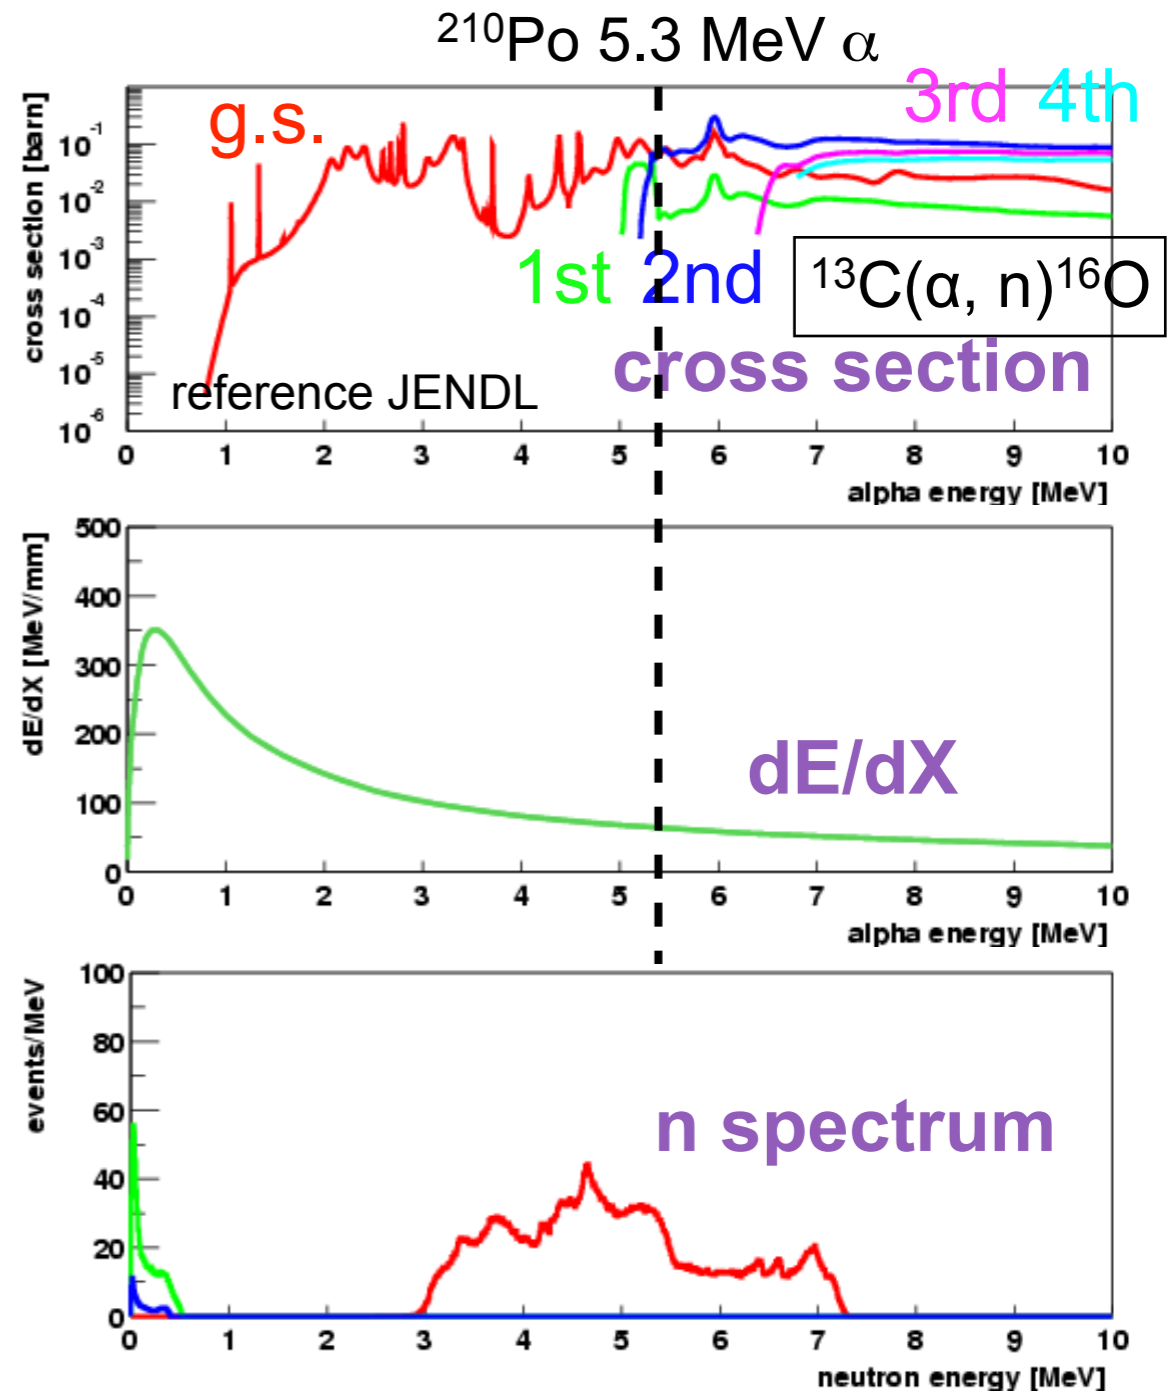 ²¹⁰Po 5.3 MeV α
3rd 4th
g.s.
1st 2nd
¹³C(α, n)¹⁶O
cross section
reference JENDL
cross section [barn]
10⁻¹
10⁻²
10⁻³
10⁻⁴
10⁻⁵
10⁻⁶
0 1 2 3 4 5 6 7 8 9 10
alpha energy [MeV]
dE/dX [MeV/mm]
500
400
300
200
100
0
dE/dX
0 1 2 3 4 5 6 7 8 9 10
alpha energy [MeV]
events/MeV
100
80
60
40
20
0
n spectrum
0 1 2 3 4 5 6 7 8 9 10
neutron energy [MeV]